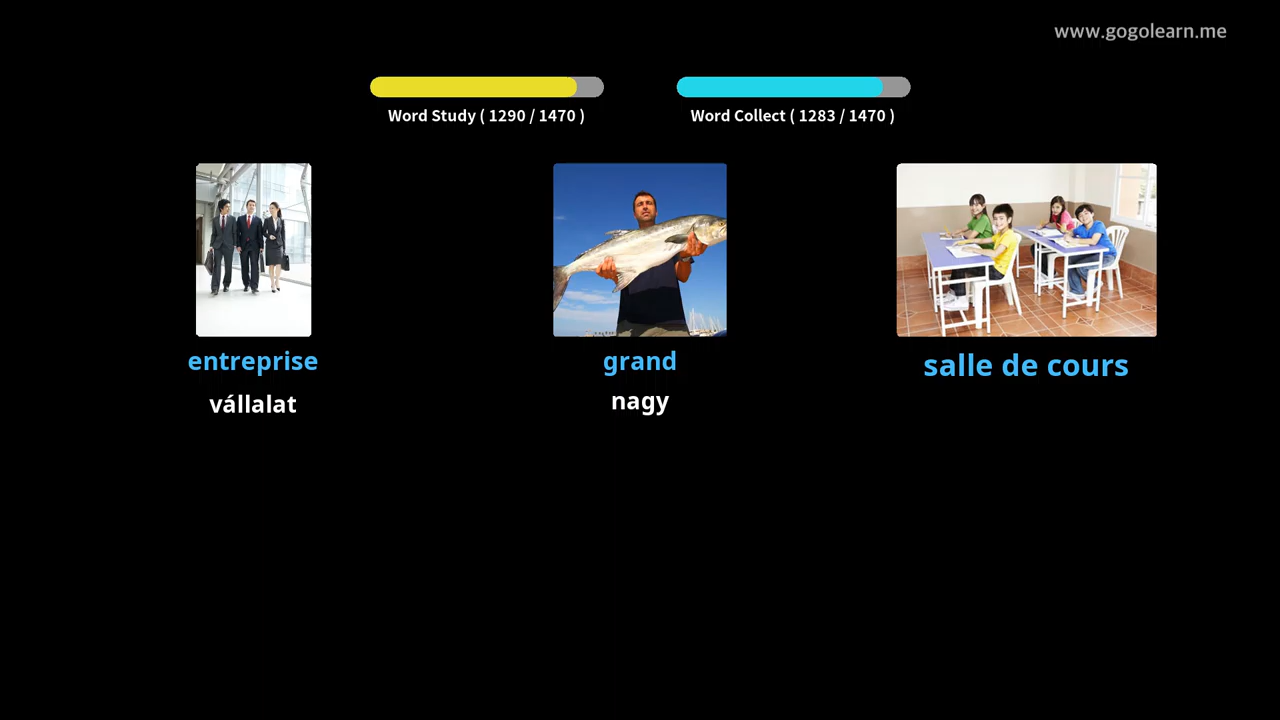 www.gogolearn.me
Word Study ( 1290 / 1470 )
Word Collect ( 1283 / 1470 )
entreprise
vállalat
grand
nagy
salle de cours